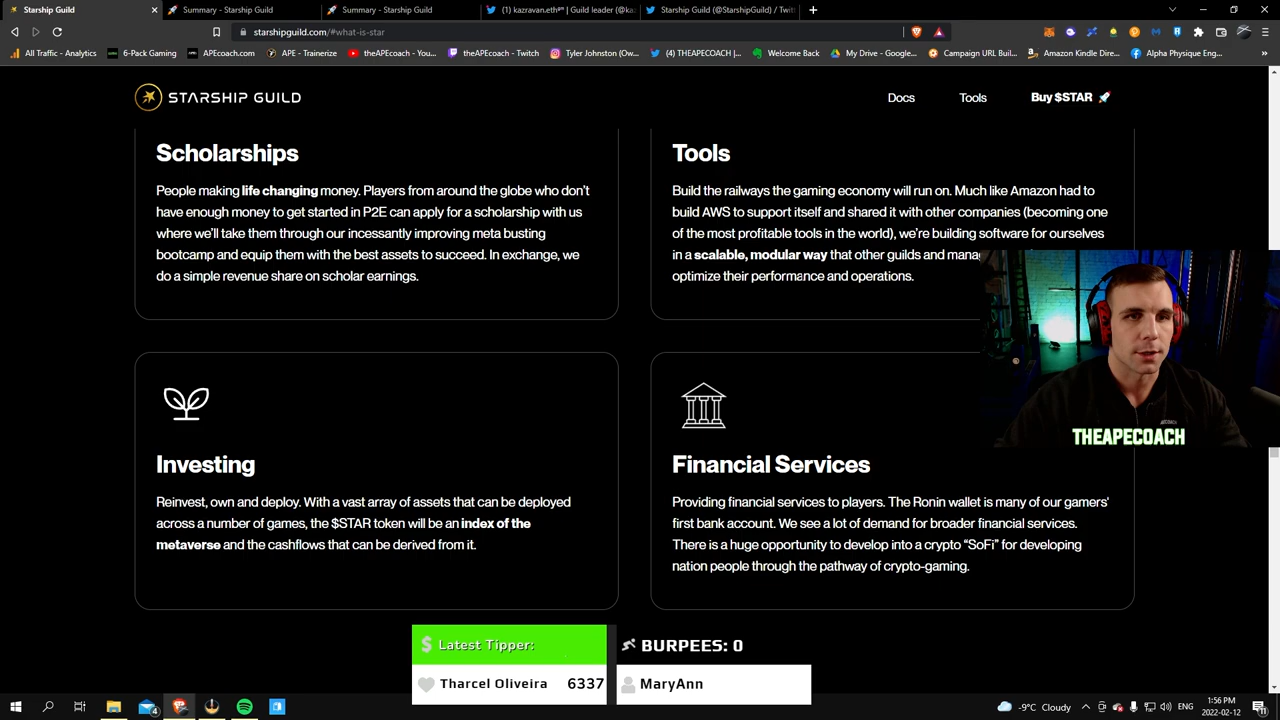 Starship Guild
Summary - Starship Guild
Summary - Starship Guild
(1) kazravan.eth | Guild leader (@kaz
Starship Guild (@StarshipGuild) / Twitt
starshipguild.com/#what-is-star
All Traffic - Analytics
6-Pack Gaming
APEcoach.com
APE - Trainerize
theAPEcoach - You...
theAPEcoach - Twitch
Tyler Johnston (Ow...
(4) THEAPECOACH |...
Welcome Back
My Drive - Google...
Campaign URL Buil...
Amazon Kindle Dire...
Alpha Physique Eng...
STARSHIP GUILD
Docs
Tools
Buy $STAR
Scholarships
People making life changing money. Players from around the globe who don't
have enough money to get started in P2E can apply for a scholarship with us
where we'll take them through our incessantly improving meta busting
bootcamp and equip them with the best assets to succeed. In exchange, we
do a simple revenue share on scholar earnings.
Tools
Build the railways the gaming economy will run on. Much like Amazon had to
build AWS to support itself and shared it with other companies (becoming one
of the most profitable tools in the world), we're building software for ourselves
in a scalable, modular way that other guilds and mana
optimize their performance and operations.
Investing
Reinvest, own and deploy. With a vast array of assets that can be deployed
across a number of games, the $STAR token will be an index of the
metaverse and the cashflows that can be derived from it.
Financial Services
Providing financial services to players. The Ronin wallet is many of our gamers'
first bank account. We see a lot of demand for broader financial services.
There is a huge opportunity to develop into a crypto “SoFi” for developing
nation people through the pathway of crypto-gaming.
THEAPECOACH
Latest Tipper:
Tharcel Oliveira 6337
BURPEES: 0
MaryAnn
-9°C Cloudy
ENG
1:56 PM
2022-02-12